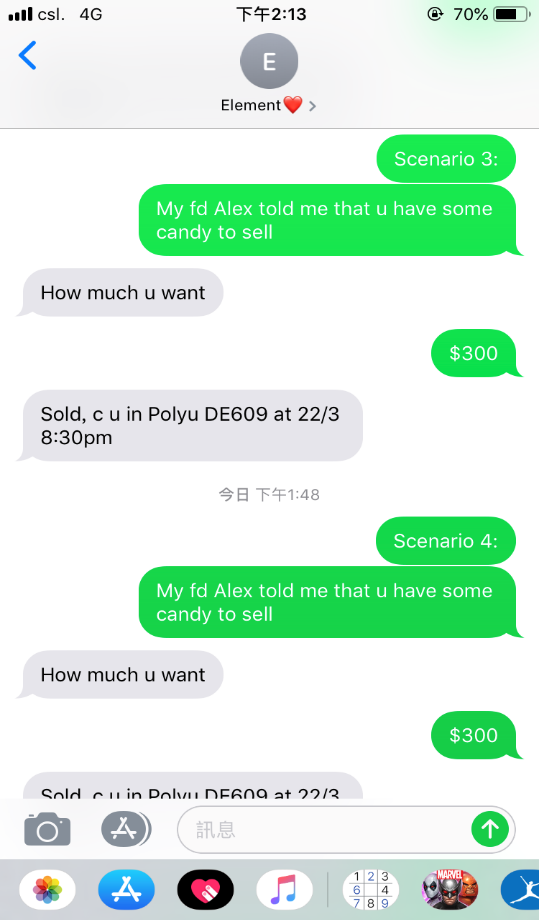 csl. 4G 下午2:13 70%
E
Element❤️ >
Scenario 3:
My fd Alex told me that u have some
candy to sell
How much u want
$300
Sold, c u in Polyu DE609 at 22/3
8:30pm
今日 下午1:48
Scenario 4:
My fd Alex told me that u have some
candy to sell
How much u want
$300
Sold, c u in Polyu DE609 at 22/3
訊息
1 2 3
6 4
7 8 9
MARVEL